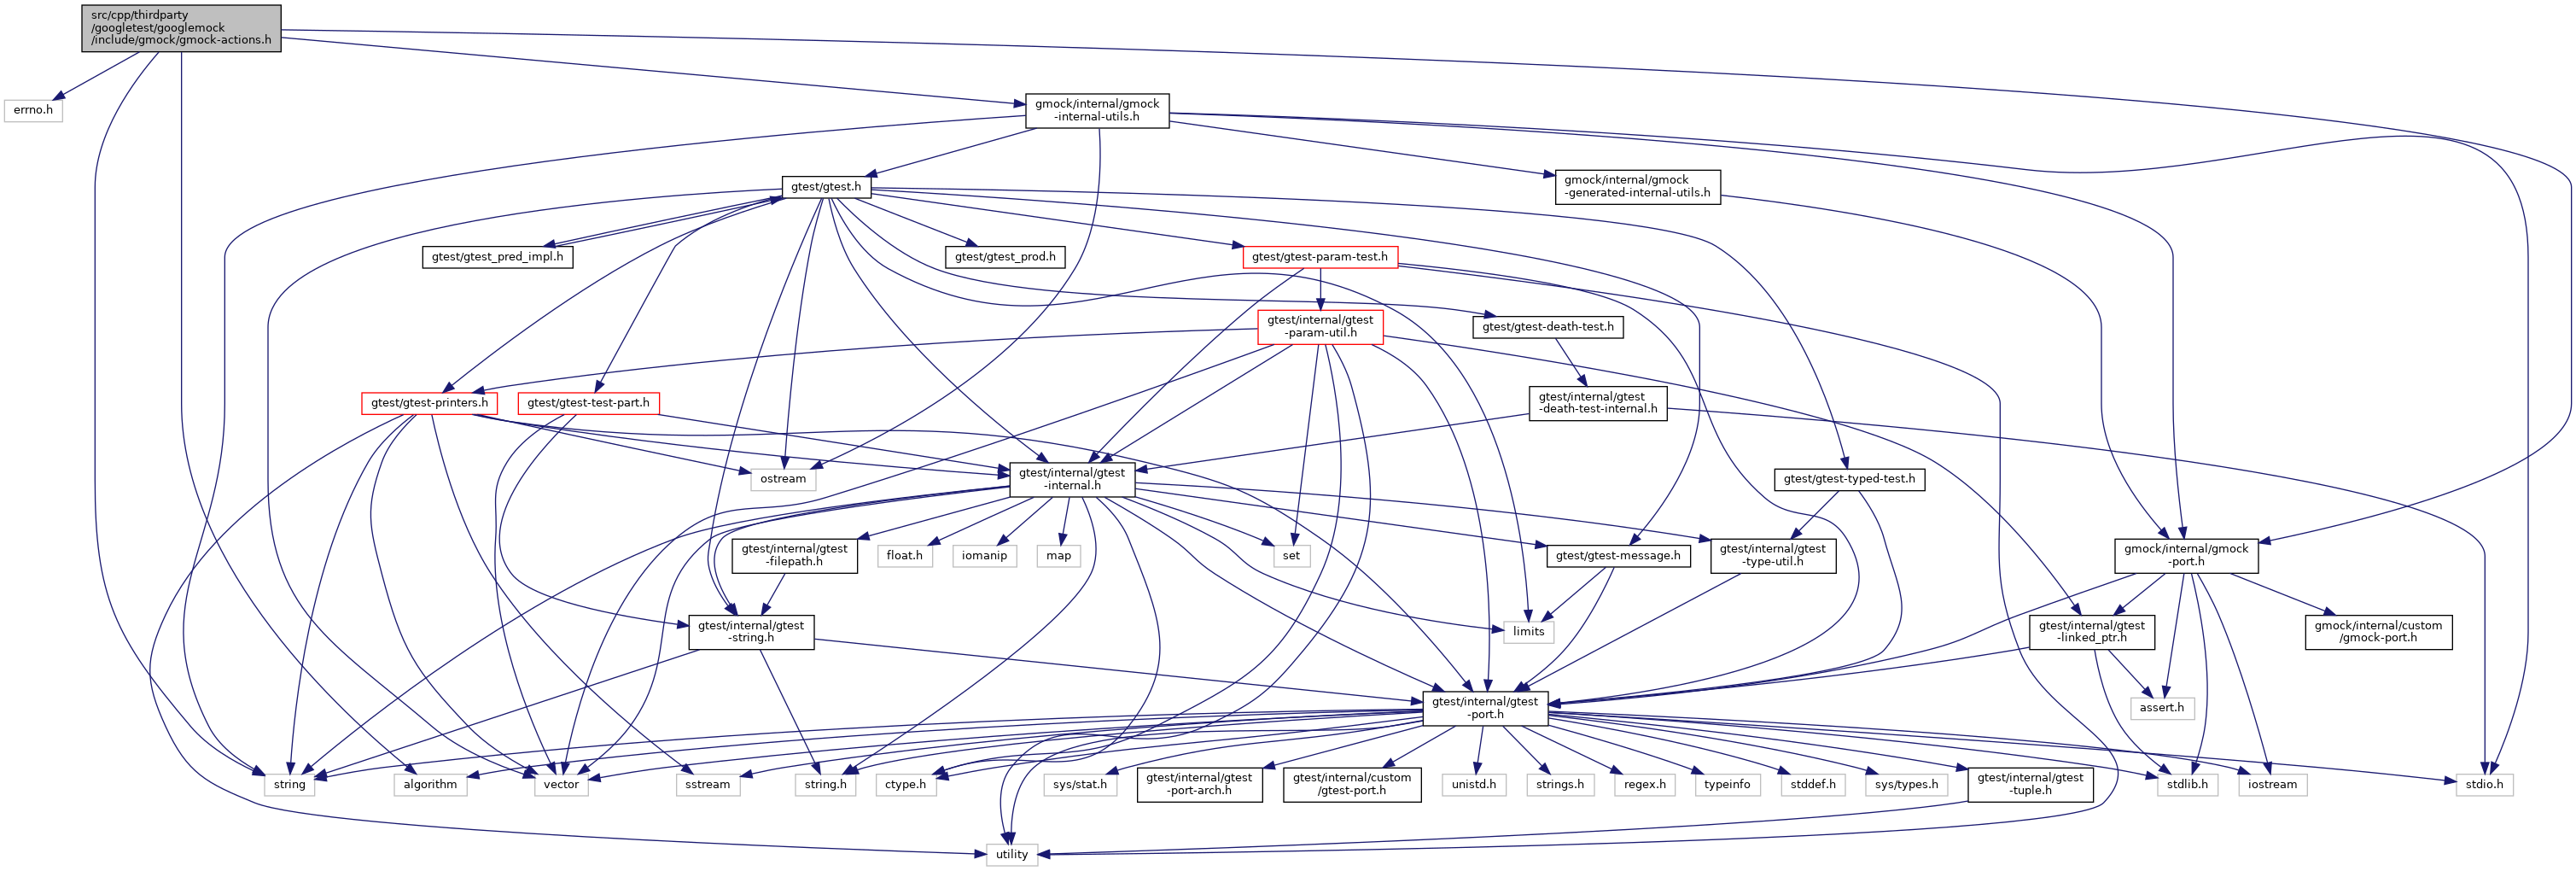 src/cpp/thirdparty
/googletest/googlemock
/include/gmock/gmock-actions.h
errno.h
gmock/internal/gmock
-internal-utils.h
gtest/gtest.h
gmock/internal/gmock
-generated-internal-utils.h
gtest/gtest_pred_impl.h
gtest/gtest_prod.h
gtest/gtest-param-test.h
gtest/internal/gtest
-param-util.h
gtest/gtest-death-test.h
gtest/gtest-printers.h
gtest/gtest-test-part.h
gtest/internal/gtest
-death-test-internal.h
ostream
gtest/internal/gtest
-internal.h
gtest/gtest-typed-test.h
gtest/internal/gtest
-filepath.h
float.h
iomanip
map
set
gtest/gtest-message.h
gtest/internal/gtest
-type-util.h
gmock/internal/gmock
-port.h
gtest/internal/gtest
-string.h
limits
gtest/internal/gtest
-linked_ptr.h
gmock/internal/custom
/gmock-port.h
gtest/internal/gtest
-port.h
assert.h
string
algorithm
vector
sstream
string.h
ctype.h
sys/stat.h
gtest/internal/gtest
-port-arch.h
gtest/internal/custom
/gtest-port.h
unistd.h
strings.h
regex.h
typeinfo
stddef.h
sys/types.h
gtest/internal/gtest
-tuple.h
stdlib.h
iostream
stdio.h
utility